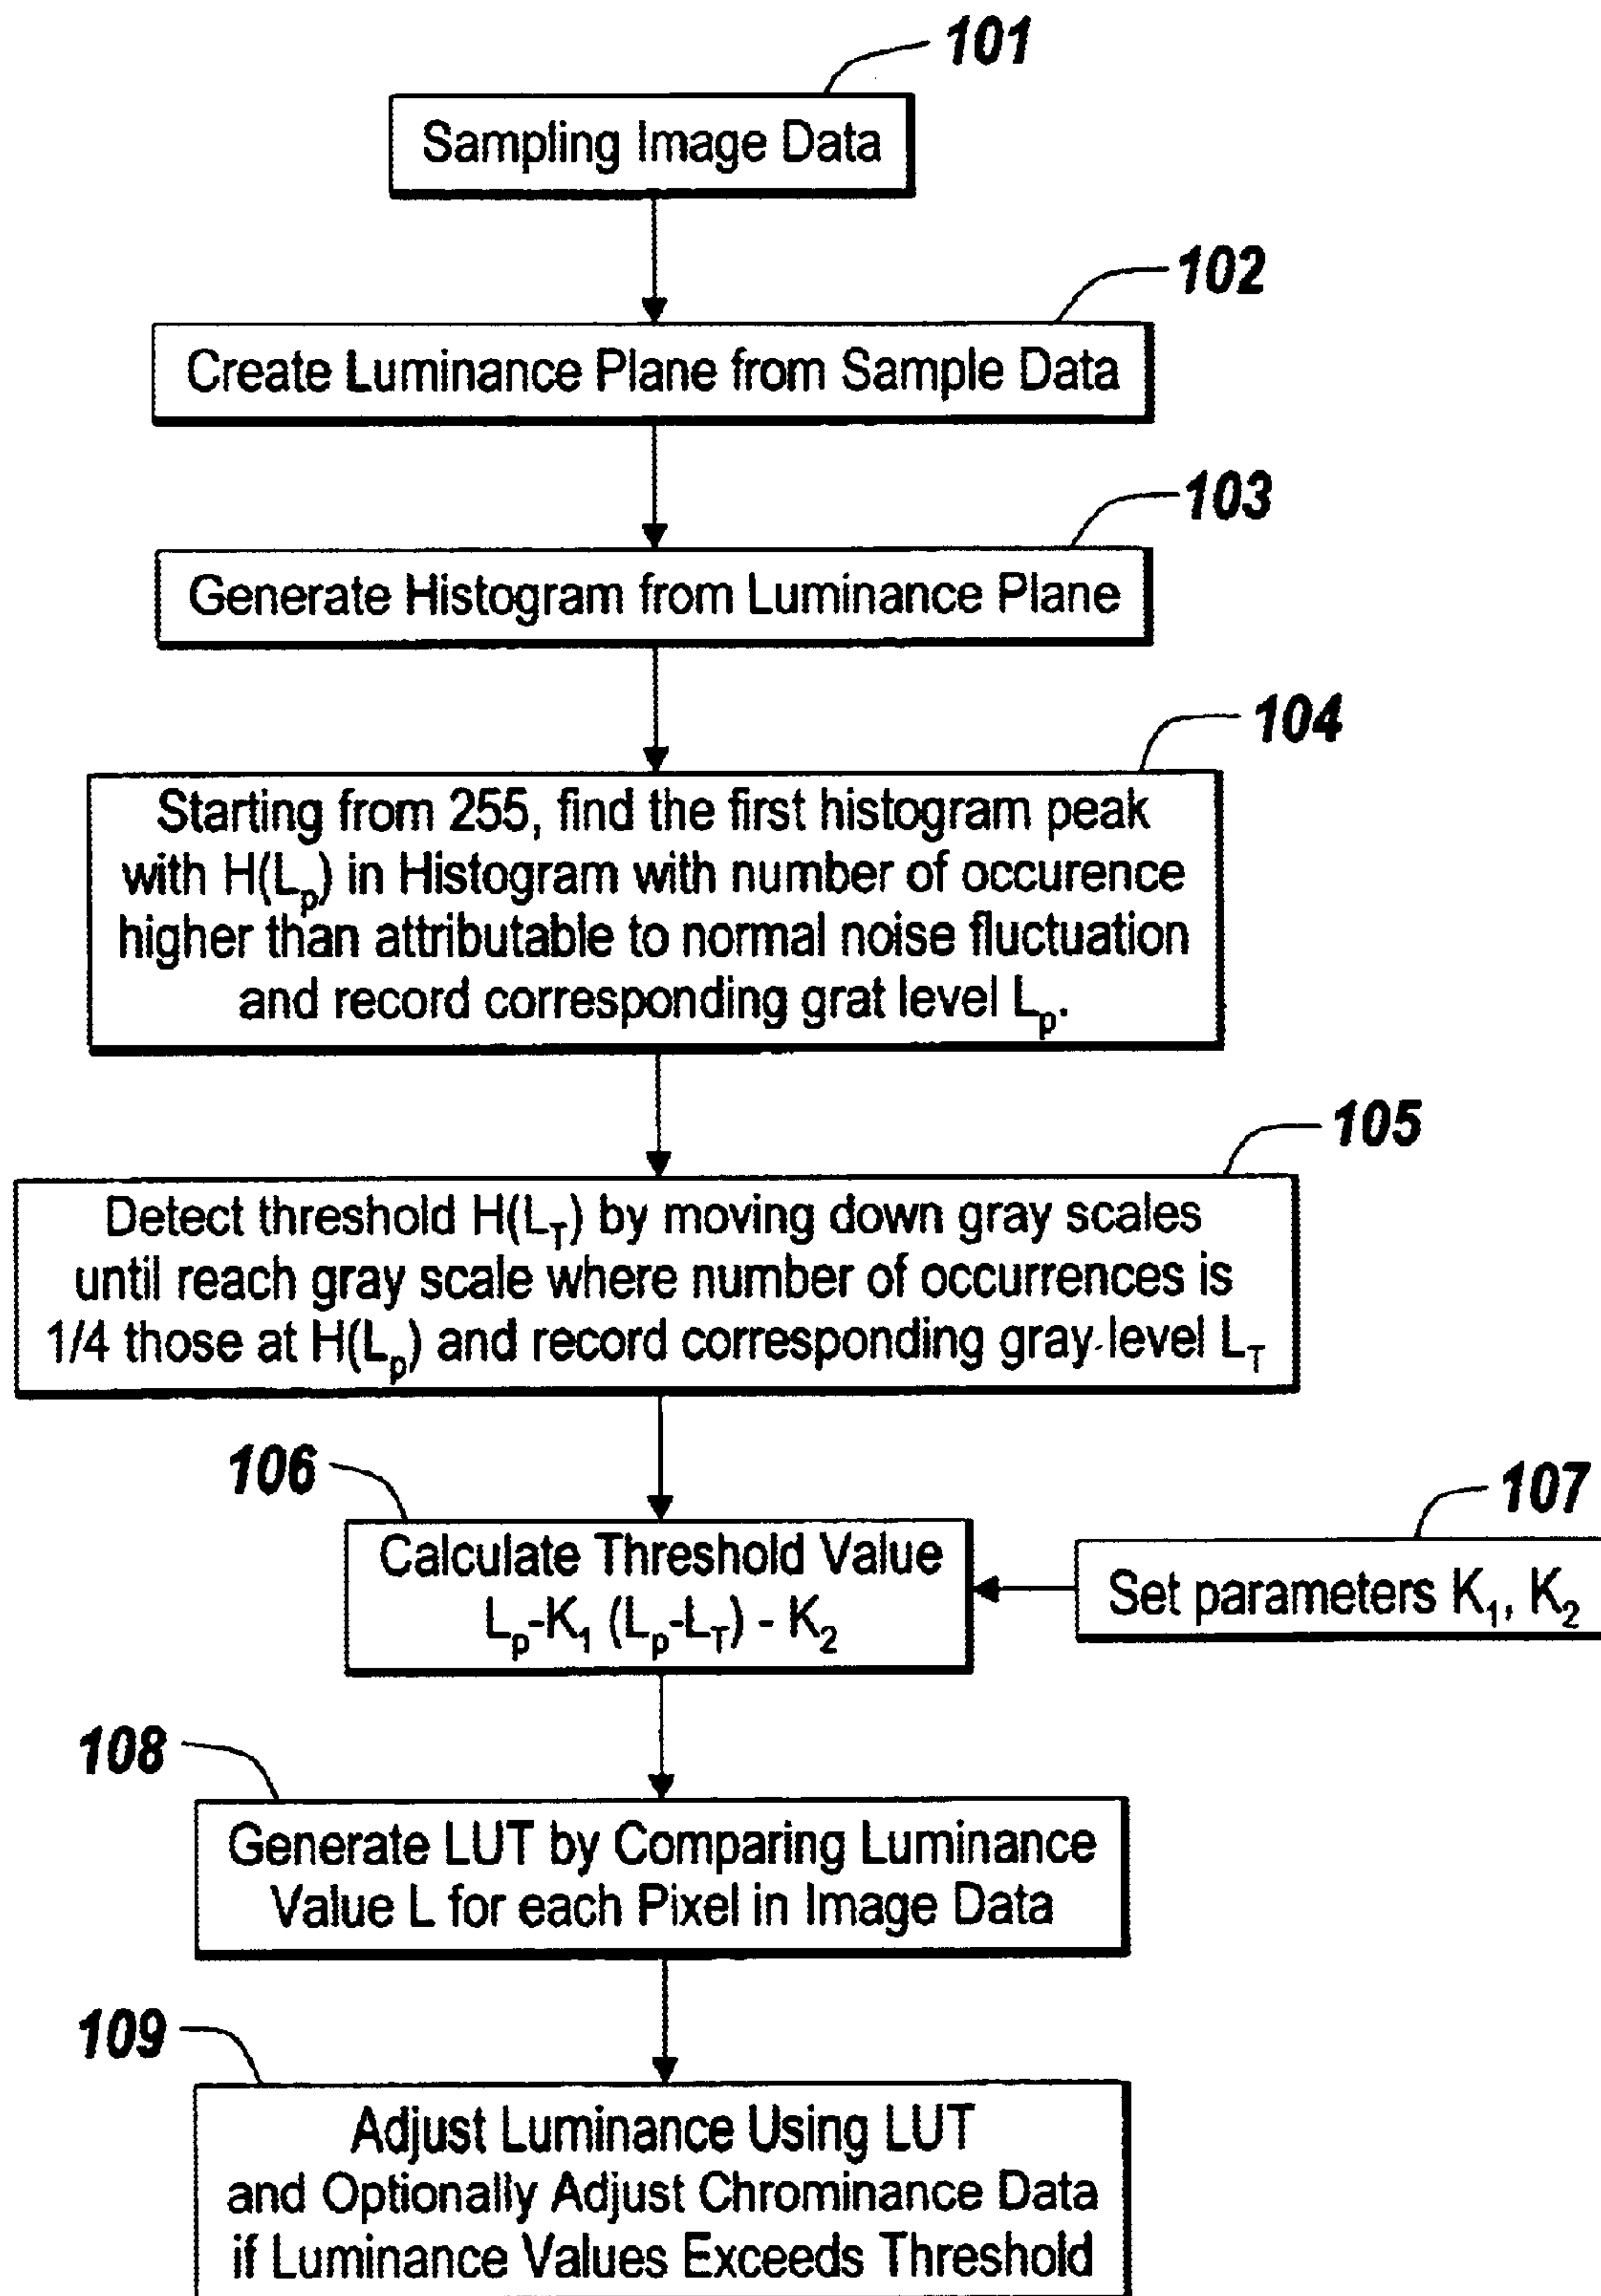 101
Sampling Image Data
102
Create Luminance Plane from Sample Data
103
Generate Histogram from Luminance Plane
104
Starting from 255, find the first histogram peak
with H(Lₚ) in Histogram with number of occurence
higher than attributable to normal noise fluctuation
and record corresponding grat level Lₚ.
105
Detect threshold H(L_T) by moving down gray scales
until reach gray scale where number of occurrences is
1/4 those at H(Lₚ) and record corresponding gray level L_T
106
Calculate Threshold Value
Lₚ-K₁ (Lₚ-L_T) - K₂
107
Set parameters K₁, K₂
108
Generate LUT by Comparing Luminance
Value L for each Pixel in Image Data
109
Adjust Luminance Using LUT
and Optionally Adjust Chrominance Data
if Luminance Values Exceeds Threshold